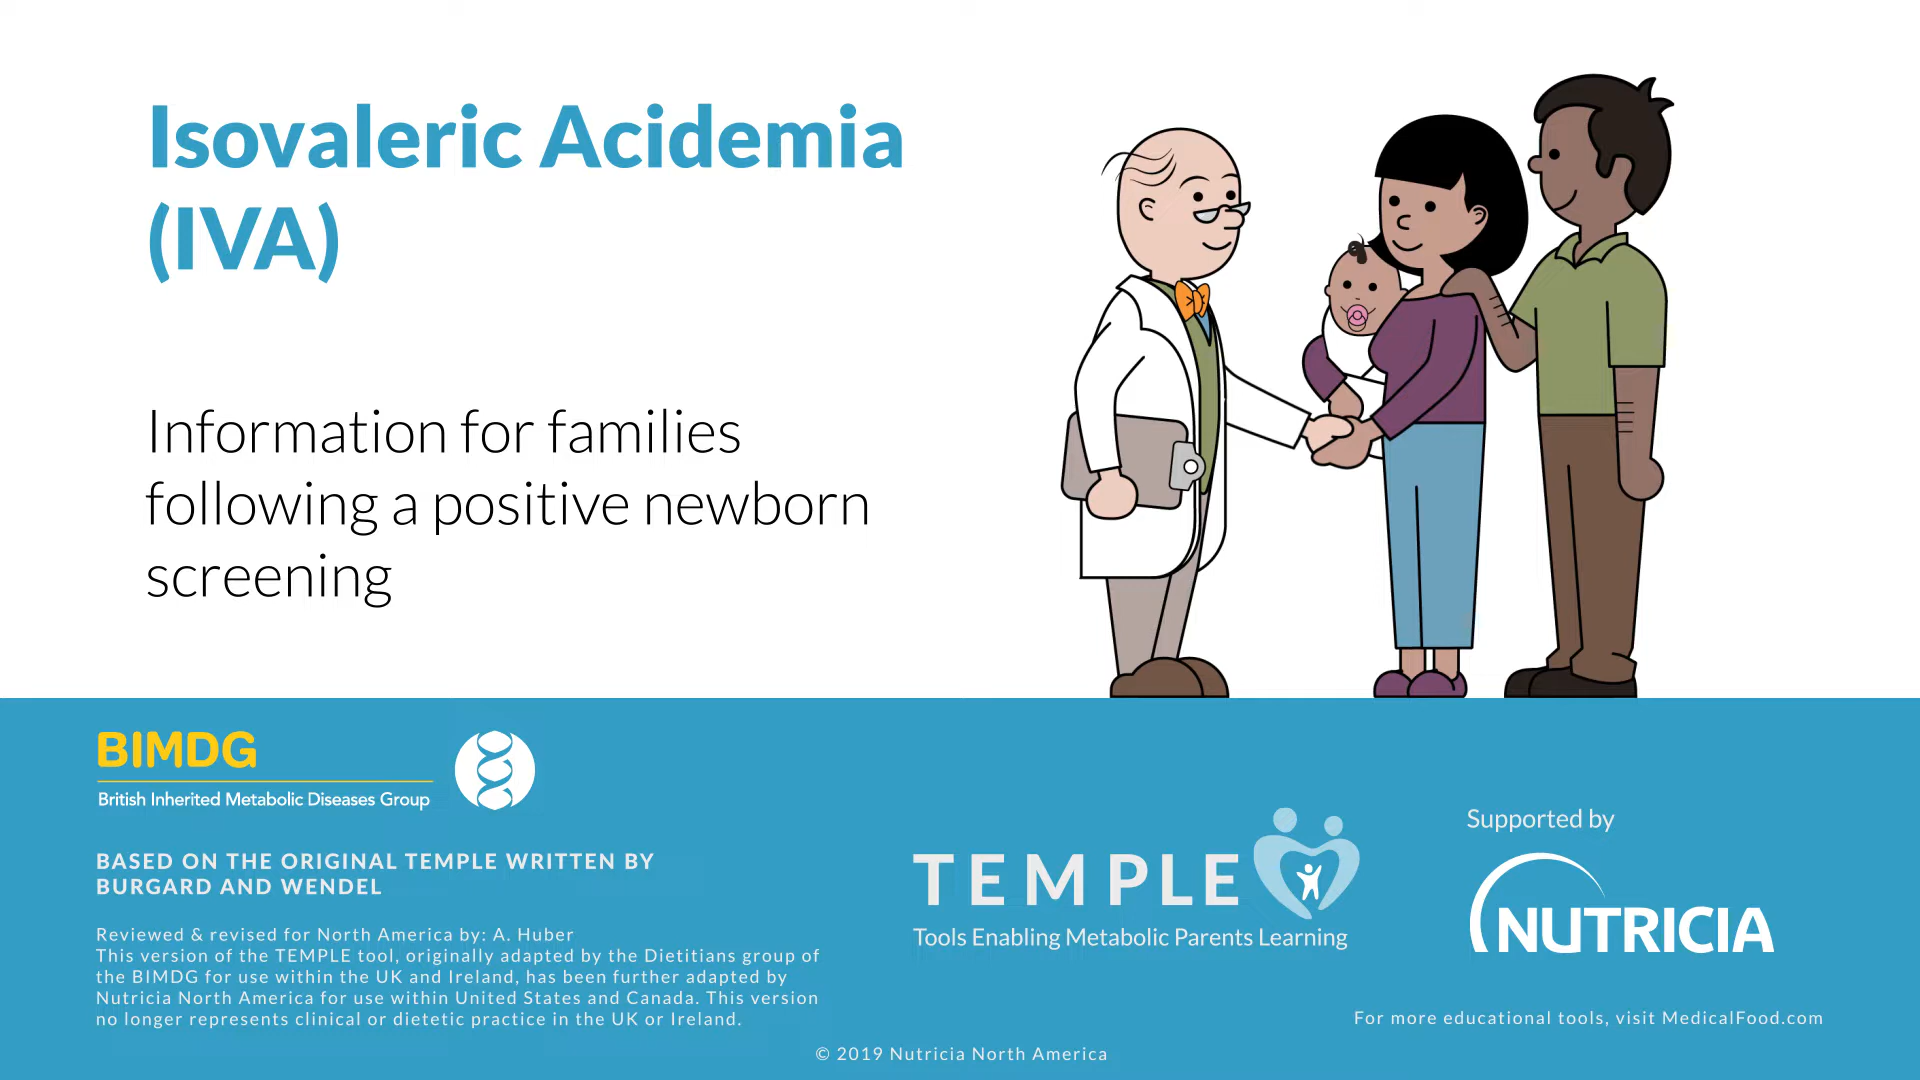 Isovaleric Acidemia
(IVA)
Information for families
following a positive newborn
screening
BIMDG
British Inherited Metabolic Diseases Group
BASED ON THE ORIGINAL TEMPLE WRITTEN BY
BURGARD AND WENDEL
Reviewed & revised for North America by: A. Huber
This version of the TEMPLE tool, originally adapted by the Dietitians group of
the BIMDG for use within the UK and Ireland, has been further adapted by
Nutricia North America for use within United States and Canada. This version
no longer represents clinical or dietetic practice in the UK or Ireland.
TEMPLE
Tools Enabling Metabolic Parents Learning
Supported by
NUTRICIA
For more educational tools, visit MedicalFood.com
© 2019 Nutricia North America